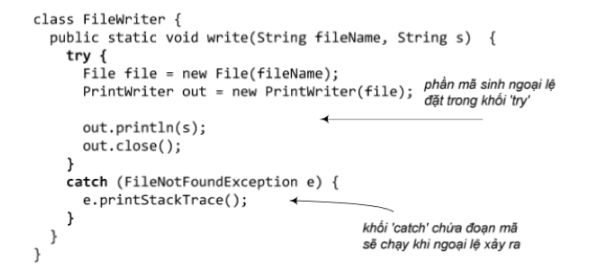 class FileWriter {
public static void write(String fileName, String s) {
try {
File file = new File(fileName);
PrintWriter out = new PrintWriter(file);
phần mã sinh ngoại lệ
đặt trong khối 'try'
out.println(s);
out.close();
}
catch (FileNotFoundException e) {
e.printStackTrace();
}
khối 'catch' chứa đoạn mã
sẽ chạy khi ngoại lệ xảy ra
}
}